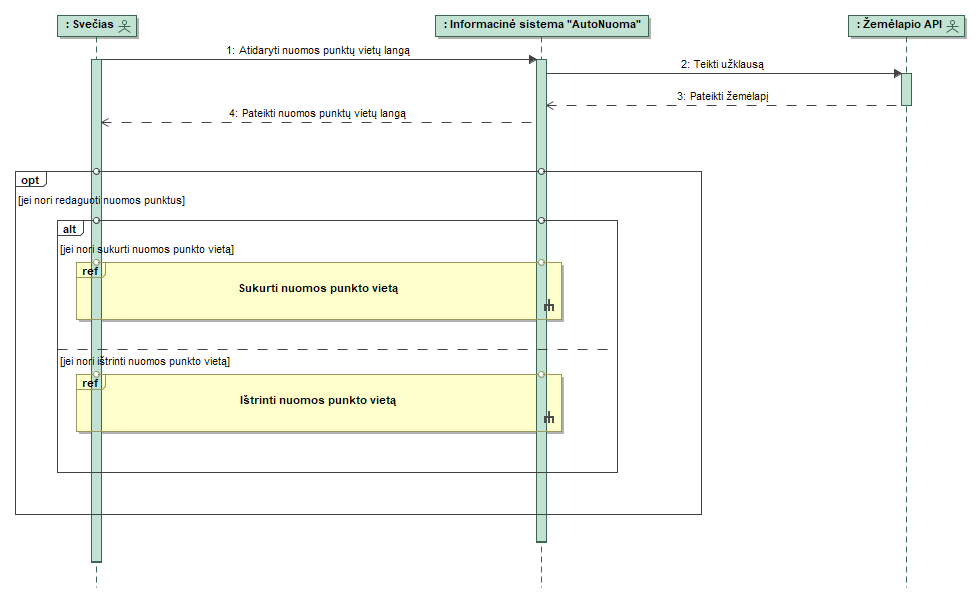 : Svečias
: Informacinė sistema "AutoNuoma"
: Žemėlapio API
1: Atidaryti nuomos punktų vietų langą
2: Teikti užklausą
3: Pateikti žemėlapį
4: Pateikti nuomos punktų vietų langą
opt
[jei nori redaguoti nuomos punktus]
alt
[jei nori sukurti nuomos punkto vietą]
ref
Sukurti nuomos punkto vietą
[jei nori ištrinti nuomos punkto vietą]
ref
Ištrinti nuomos punkto vietą